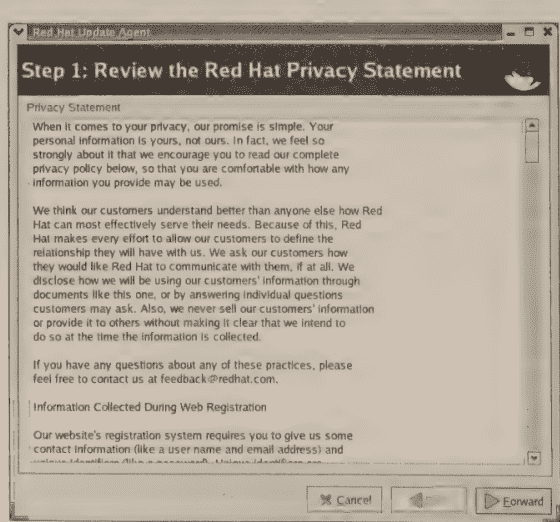 Red Hat Update Agent
Step 1: Review the Red Hat Privacy Statement
Privacy Statement
When it comes to your privacy, our promise is simple. Your
personal information is yours, not ours. In fact, we feel so
strongly about it that we encourage you to read our complete
privacy policy below, so that you are comfortable with how any
information you provide may be used.
We think our customers understand better than anyone else how Red
Hat can most effectively serve their needs. Because of this, Red
Hat makes every effort to allow our customers to define the
relationship they will have with us. We ask our customers how
they would like Red Hat to communicate with them, if at all. We
disclose how we will be using our customers' information through
documents like this one, or by answering individual questions
customers may ask. Also, we never sell our customers' information
or provide it to others without making it clear that we intend to
do so at the time the information is collected.
If you have any questions about any of these practices, please
feel free to contact us at feedback@redhat.com.
Information Collected During Web Registration
Our website's registration system requires you to give us some
contact information (like a user name and email address) and
Cancel
Forward